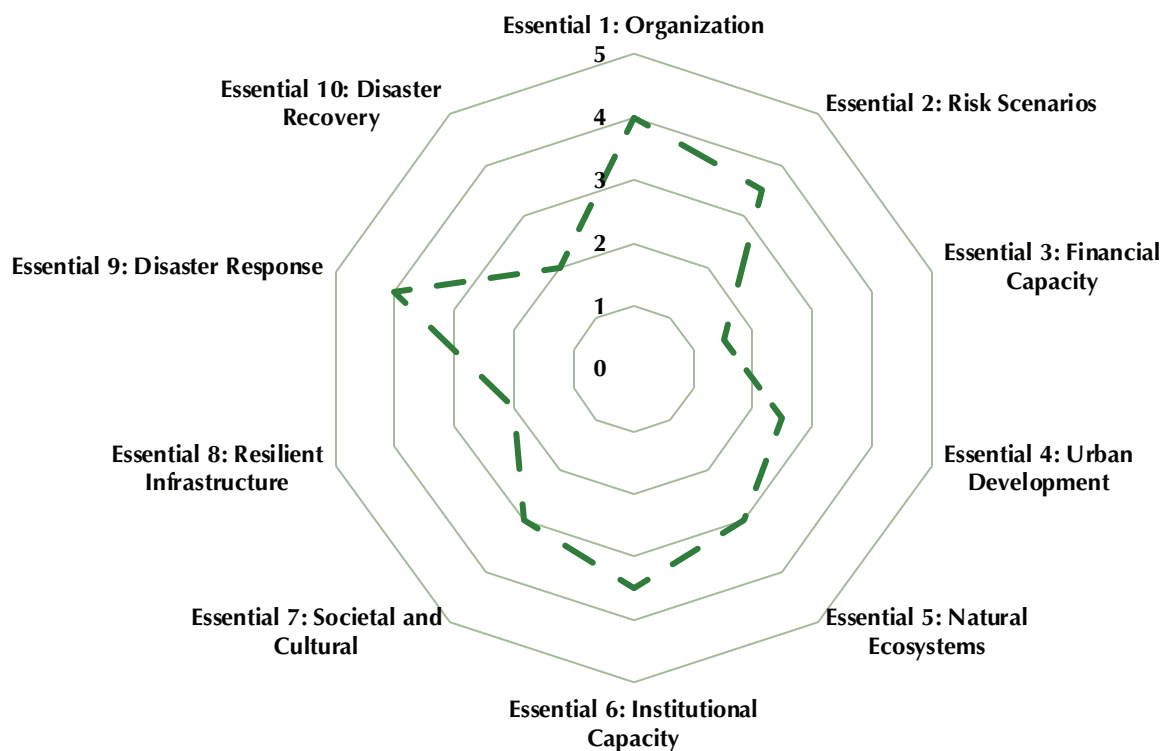 Essential 1: Organization
5
Essential 10: Disaster
Recovery
Essential 2: Risk Scenarios
4
3
Essential 9: Disaster Response
2
Essential 3: Financial
Capacity
1
0
Essential 8: Resilient
Infrastructure
Essential 4: Urban
Development
Essential 7: Societal and
Cultural
Essential 5: Natural
Ecosystems
Essential 6: Institutional
Capacity